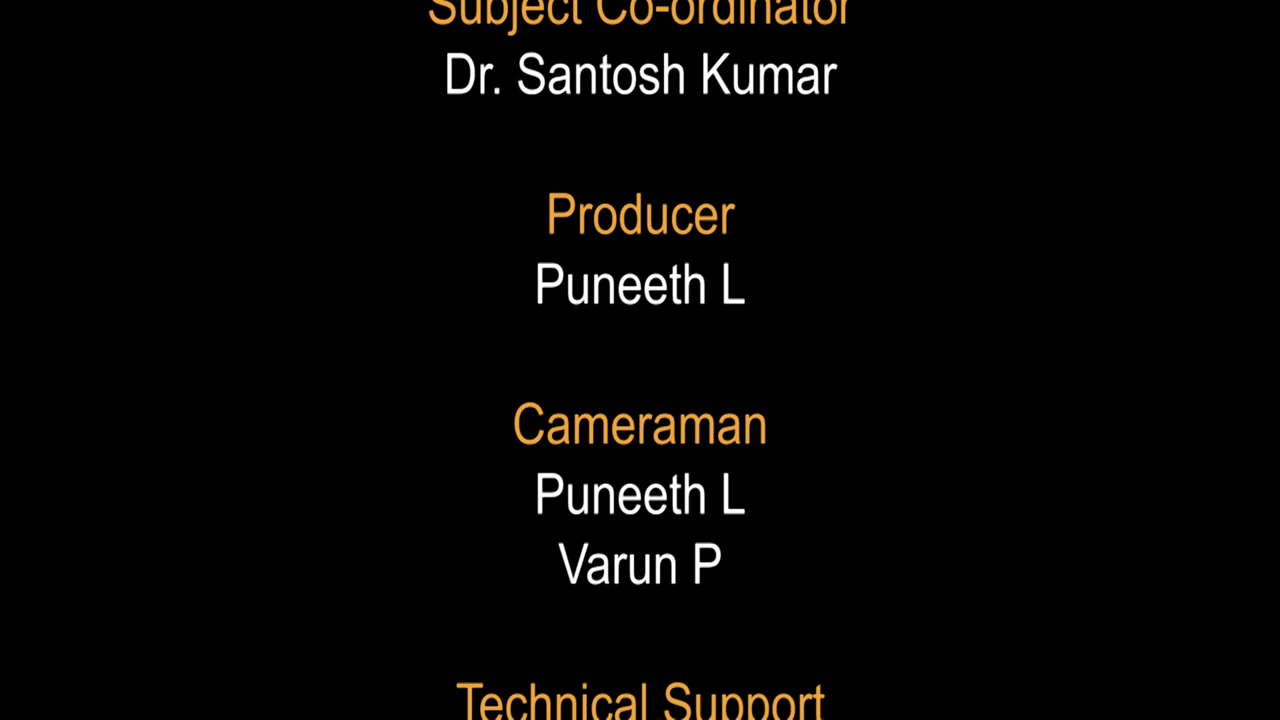 Subject Co-ordinator
Dr. Santosh Kumar
Producer
Puneeth L
Cameraman
Puneeth L
Varun P
Technical Support